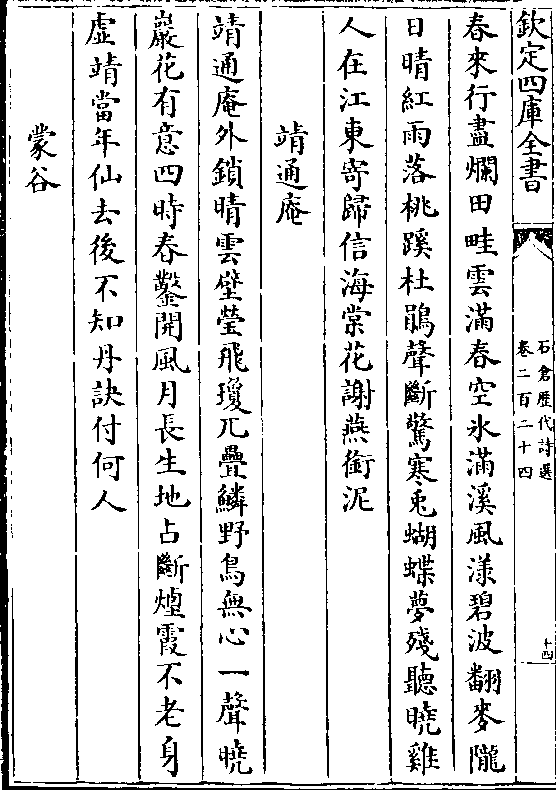 欽定四庫全書
石倉歷代詩選
卷二百二十四
十四
春來行盡爛田畦雲滿春空氷滿溪風漾碧波翻麥隴
日晴紅雨落桃蹊杜鵑聲斷驚寒兎蝴蝶夢殘聽曉雞
人在江東寄歸信海棠花謝燕銜泥
靖通庵
靖通庵外鎖晴雲壁瑩飛瓊兀疊鱗野鳥無心一聲曉
巖花有意四時春鑿開風月長生地占斷煙霞不老身
虛靖當年仙去後不知丹訣付何人
蒙谷